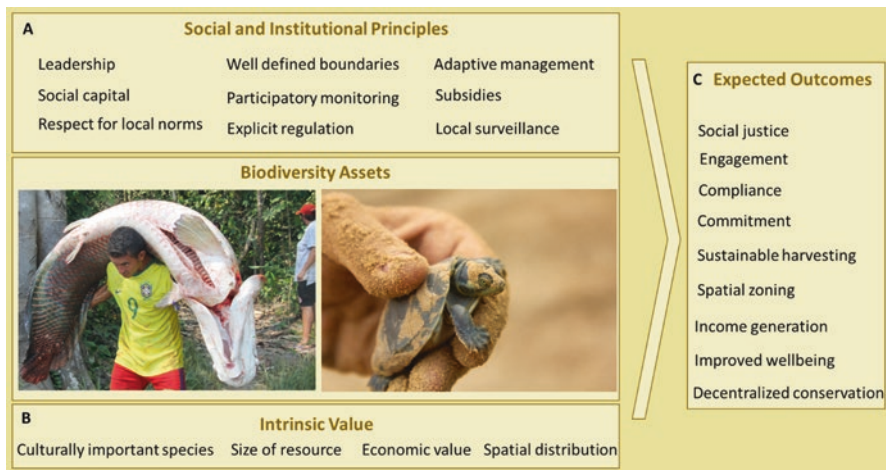 A
Social and Institutional Principles
Leadership
Well defined boundaries
Adaptive management
Social capital
Participatory monitoring
Subsidies
Respect for local norms
Explicit regulation
Local surveillance
Biodiversity Assets
9
B
Intrinsic Value
Culturally important species
Size of resource
Economic value
Spatial distribution
C Expected Outcomes
Social justice
Engagement
Compliance
Commitment
Sustainable harvesting
Spatial zoning
Income generation
Improved wellbeing
Decentralized conservation